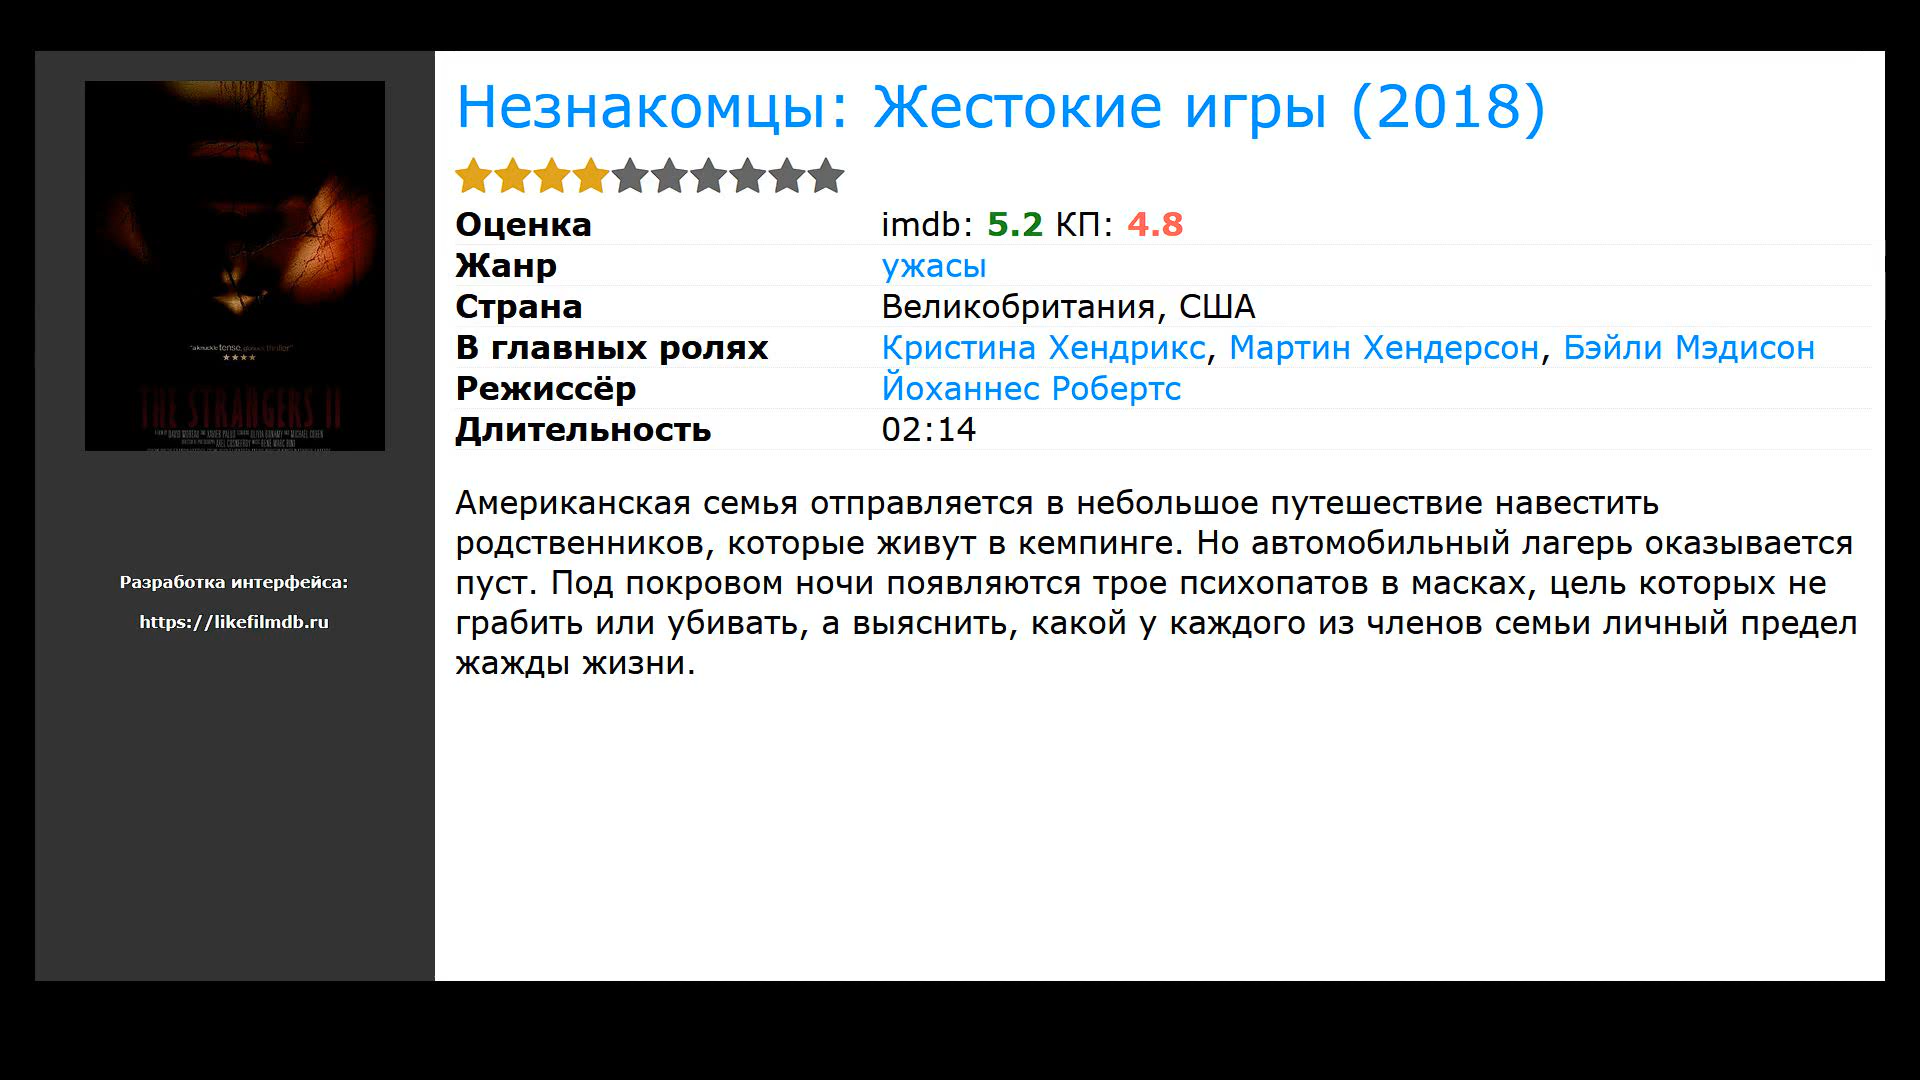 Незнакомцы: Жестокие игры (2018)
Оценка imdb: 5.2 КП: 4.8
Жанр ужасы
Страна Великобритания, США
В главных ролях Кристина Хендрикс, Мартин Хендерсон, Бэйли Мэдисон
Режиссёр Йоханнес Робертс
Длительность 02:14
Американская семья отправляется в небольшое путешествие навестить
родственников, которые живут в кемпинге. Но автомобильный лагерь оказывается
пуст. Под покровом ночи появляются трое психопатов в масках, цель которых не
грабить или убивать, а выяснить, какой у каждого из членов семьи личный предел
жажды жизни.
THE STRANGERS II
Разработка интерфейса:
https://likefilmdb.ru